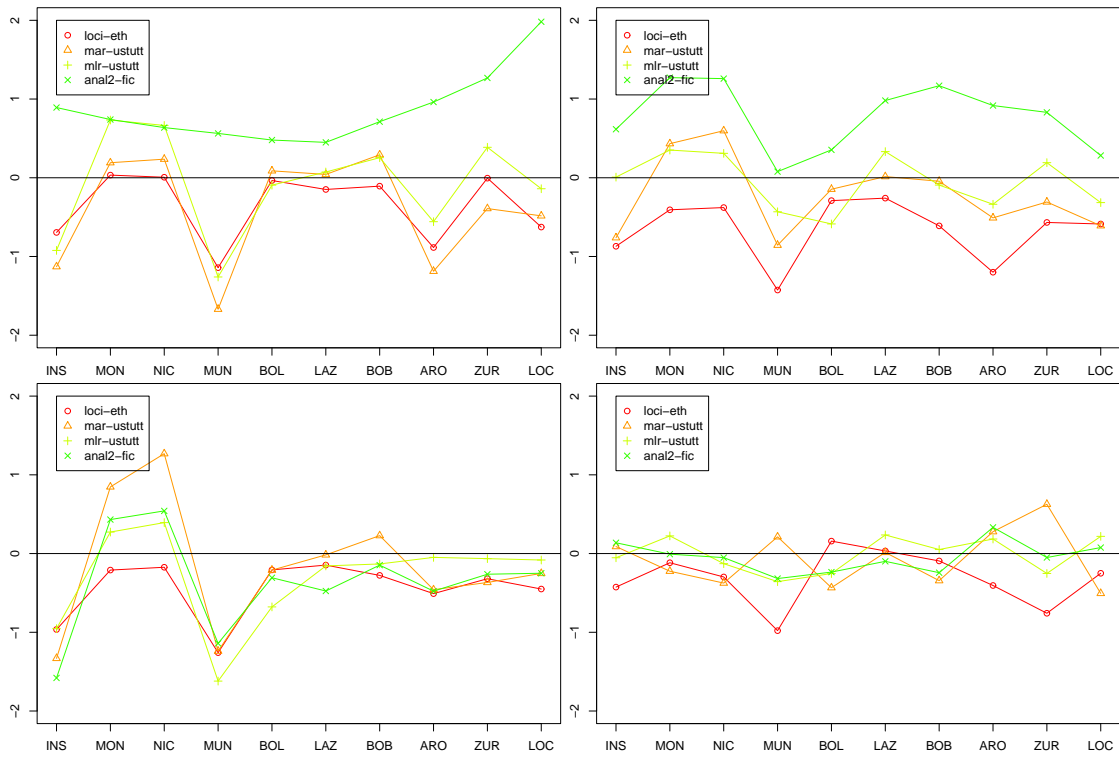 2
1
0
-1
-2
loci-eth
mar-ustutt
mlr-ustutt
anal2-fic
INS MON NIC MUN BOL LAZ BOB ARO ZUR LOC
2
1
0
-1
-2
loci-eth
mar-ustutt
mlr-ustutt
anal2-fic
INS MON NIC MUN BOL LAZ BOB ARO ZUR LOC
2
1
0
-1
-2
loci-eth
mar-ustutt
mlr-ustutt
anal2-fic
INS MON NIC MUN BOL LAZ BOB ARO ZUR LOC
2
1
0
-1
-2
loci-eth
mar-ustutt
mlr-ustutt
anal2-fic
INS MON NIC MUN BOL LAZ BOB ARO ZUR LOC